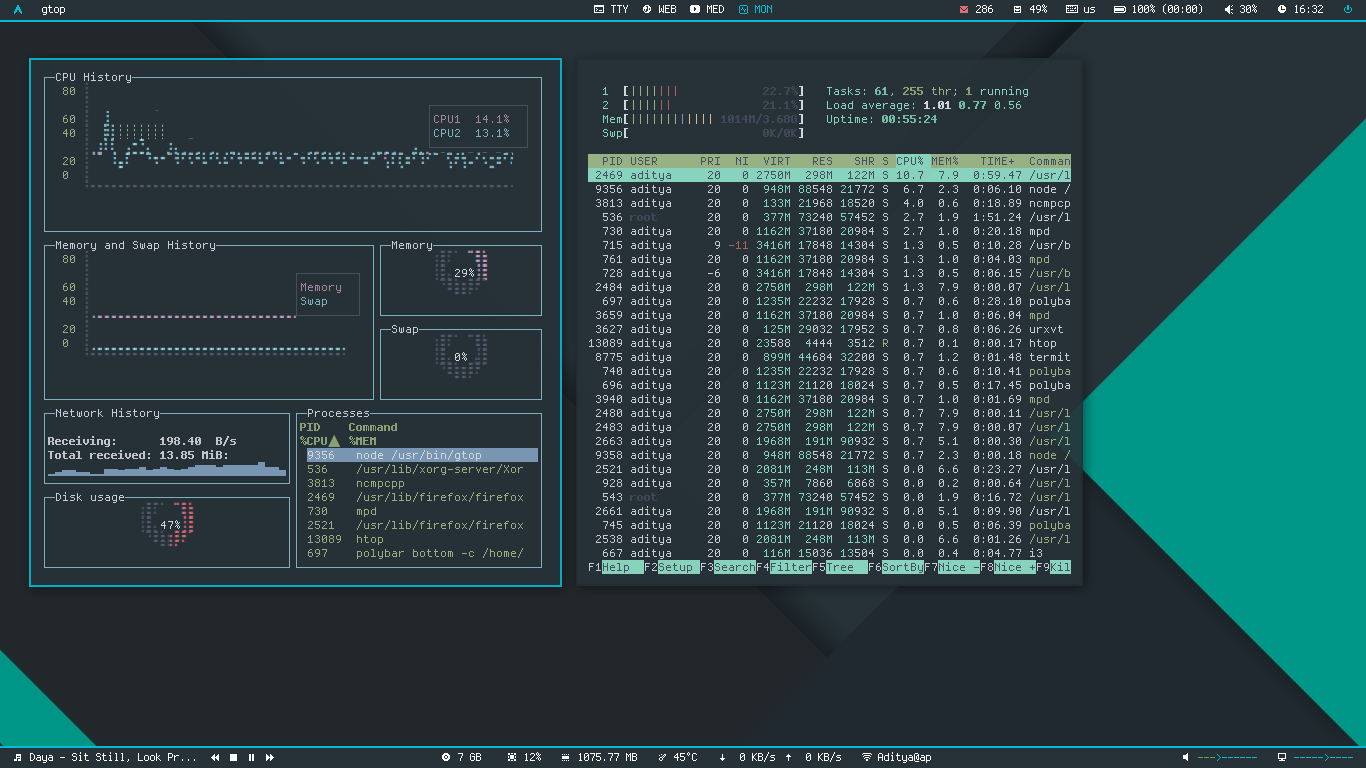 gtop
TTY WEB MED MON
286 49% us 100% (00:00) 30% 16:32
CPU History
80
60
40
20
0
CPU1 14.1%
CPU2 13.1%
Memory and Swap History
80
60
40
20
0
Memory
Swap
Memory
29%
Swap
0%
Network History
Receiving: 198.40 B/s
Total received: 13.85 MiB:
Disk usage
47%
Processes
PID Command
%CPU▲ %MEM
9356 node /usr/bin/gtop
536 /usr/lib/xorg-server/Xor
3813 ncmpcpp
2469 /usr/lib/firefox/firefox
730 mpd
2521 /usr/lib/firefox/firefox
13089 htop
697 polybar bottom -c /home/
1 [||||||| 22.7%] Tasks: 61, 255 thr; 1 running
2 [|||||| 21.1%] Load average: 1.01 0.77 0.56
Mem[|||||||||||| 1014M/3.68G] Uptime: 00:55:24
Swp[ 0K/0K]
PID USER PRI NI VIRT RES SHR S CPU% MEM% TIME+ Comman
2469 aditya 20 0 2750M 298M 122M S 10.7 7.9 0:59.47 /usr/l
9356 aditya 20 0 948M 88548 21772 S 6.7 2.3 0:06.10 node /
3813 aditya 20 0 133M 21968 18520 S 4.0 0.6 0:18.89 ncmpcp
536 root 20 0 377M 73240 57452 S 2.7 1.9 1:51.24 /usr/l
730 aditya 20 0 1162M 37180 20984 S 2.7 1.0 0:20.18 mpd
715 aditya 9 -11 3416M 17848 14304 S 1.3 0.5 0:10.28 /usr/b
761 aditya 20 0 1162M 37180 20984 S 1.3 1.0 0:04.03 mpd
728 aditya -6 0 3416M 17848 14304 S 1.3 0.5 0:06.15 /usr/b
2484 aditya 20 0 2750M 298M 122M S 1.3 7.9 0:00.07 /usr/l
697 aditya 20 0 1235M 22232 17928 S 0.7 0.6 0:28.10 polyba
3659 aditya 20 0 1162M 37180 20984 S 0.7 1.0 0:06.04 mpd
3627 aditya 20 0 125M 29032 17952 S 0.7 0.8 0:06.26 urxvt
13089 aditya 20 0 23588 4444 3512 R 0.7 0.1 0:00.17 htop
8775 aditya 20 0 899M 44684 32208 S 0.7 1.2 0:01.48 termit
740 aditya 20 0 1235M 22232 17928 S 0.7 0.6 0:10.41 polyba
696 aditya 20 0 1123M 21120 18024 S 0.7 0.5 0:17.45 polyba
3940 aditya 20 0 1162M 37180 20984 S 0.7 1.0 0:01.69 mpd
2480 aditya 20 0 2750M 298M 122M S 0.7 7.9 0:00.11 /usr/l
2483 aditya 20 0 2750M 298M 122M S 0.7 7.9 0:00.07 /usr/l
2663 aditya 20 0 1968M 191M 90932 S 0.7 5.1 0:00.30 /usr/l
9358 aditya 20 0 948M 88548 21772 S 0.7 2.3 0:00.18 node /
2521 aditya 20 0 2081M 248M 113M S 0.0 6.6 0:23.27 /usr/l
928 aditya 20 0 357M 7860 6868 S 0.0 0.2 0:00.64 /usr/l
543 root 20 0 377M 73240 57452 S 0.0 1.9 0:16.72 /usr/l
2661 aditya 20 0 1968M 191M 90932 S 0.0 5.1 0:09.90 /usr/l
745 aditya 20 0 1123M 21120 18024 S 0.0 0.5 0:06.39 polyba
2538 aditya 20 0 2081M 248M 113M S 0.0 6.6 0:01.26 /usr/l
667 aditya 20 0 116M 15036 13504 S 0.0 0.4 0:04.77 i3
F1Help F2Setup F3SearchF4FilterF5Tree F6SortByF7Nice -F8Nice +F9Kil
Daya - Sit Still, Look Pr...
7 GB 12% 1075.77 MB 45°C ↓ 0 KB/s ↑ 0 KB/s Aditya@ap